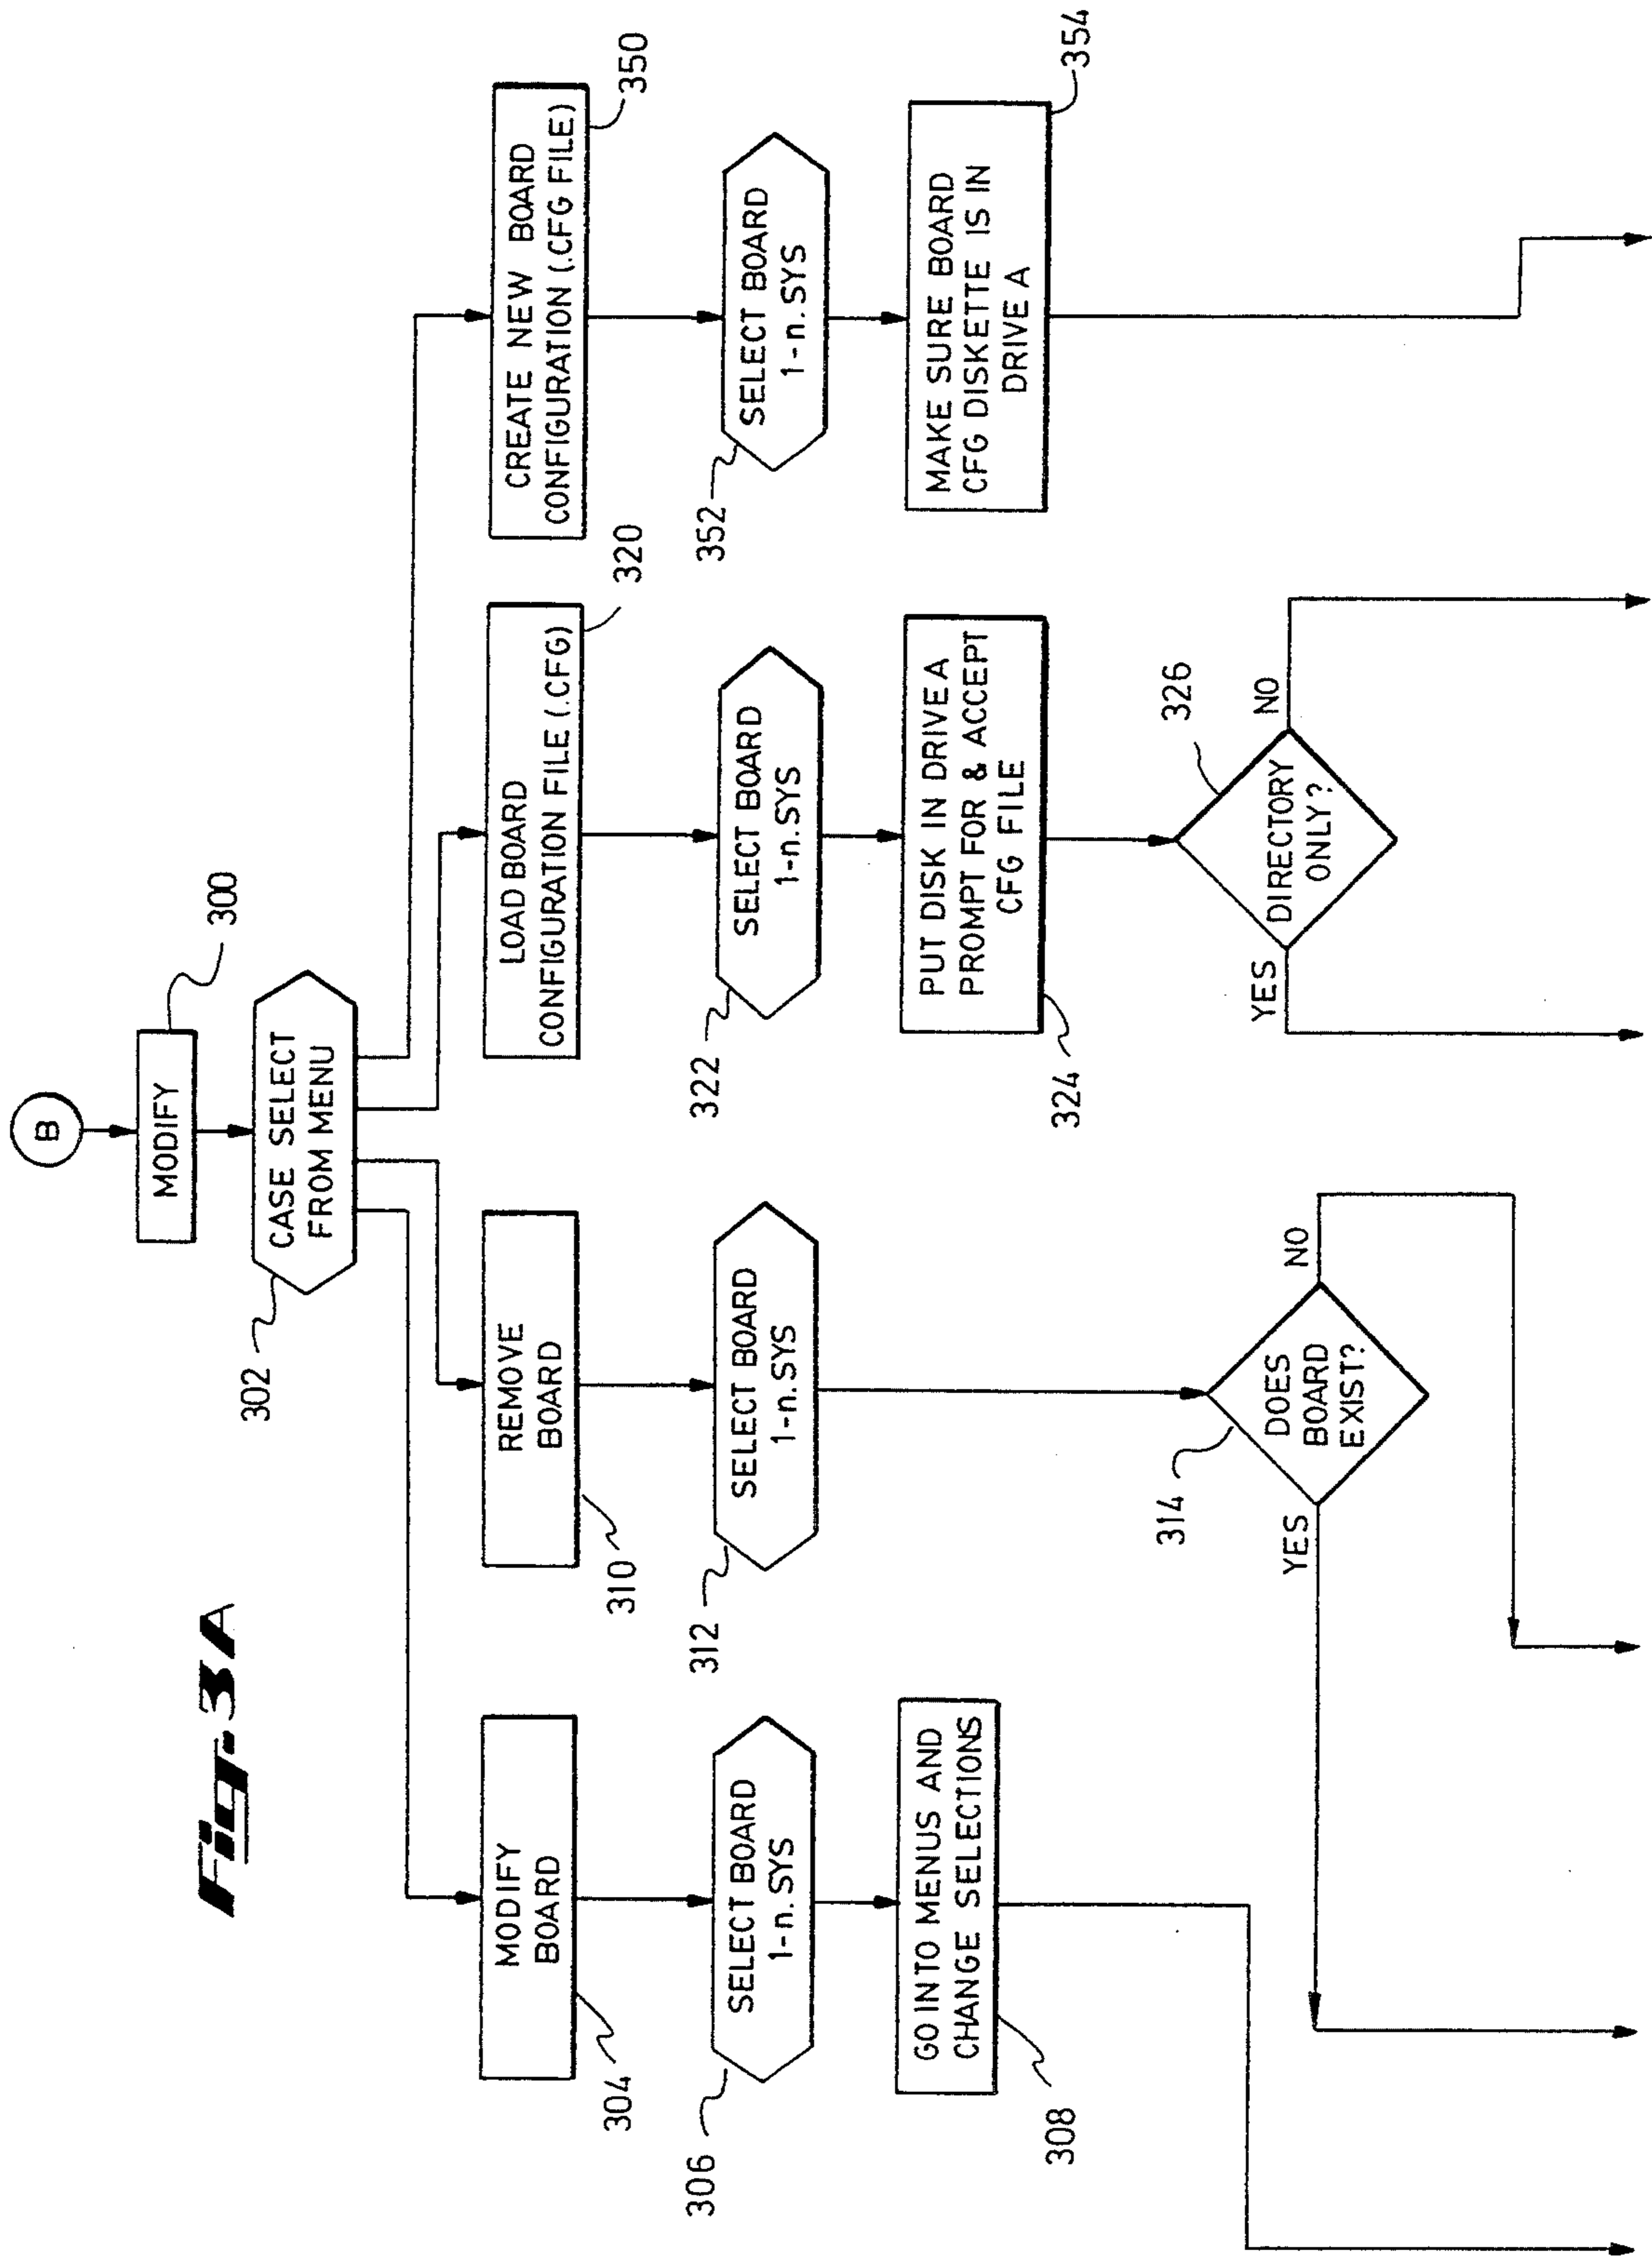 Fig. 3A
B
MODIFY
300
CASE SELECT
FROM MENU
302
MODIFY
BOARD
304
SELECT BOARD
1-n.SYS
306
GO INTO MENUS AND
CHANGE SELECTIONS
308
REMOVE
BOARD
310
SELECT BOARD
1-n.SYS
312
DOES
BOARD
EXIST?
314
YES
NO
LOAD BOARD
CONFIGURATION FILE (.CFG)
320
SELECT BOARD
1-n.SYS
322
PUT DISK IN DRIVE A
PROMPT FOR & ACCEPT
CFG FILE
324
DIRECTORY
ONLY?
326
YES
NO
CREATE NEW BOARD
CONFIGURATION (.CFG FILE)
350
SELECT BOARD
1-n.SYS
352
MAKE SURE BOARD
CFG DISKETTE IS IN
DRIVE A
354